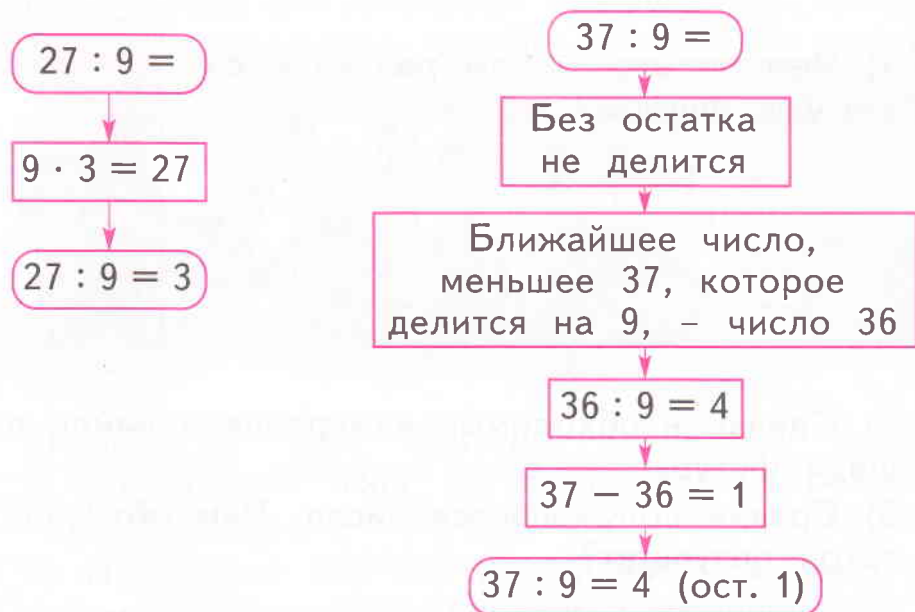 27 : 9 =
9 · 3 = 27
27 : 9 = 3
37 : 9 =
Без остатка
не делится
Ближайшее число,
меньшее 37, которое
делится на 9, – число 36
36 : 9 = 4
37 − 36 = 1
37 : 9 = 4 (ост. 1)